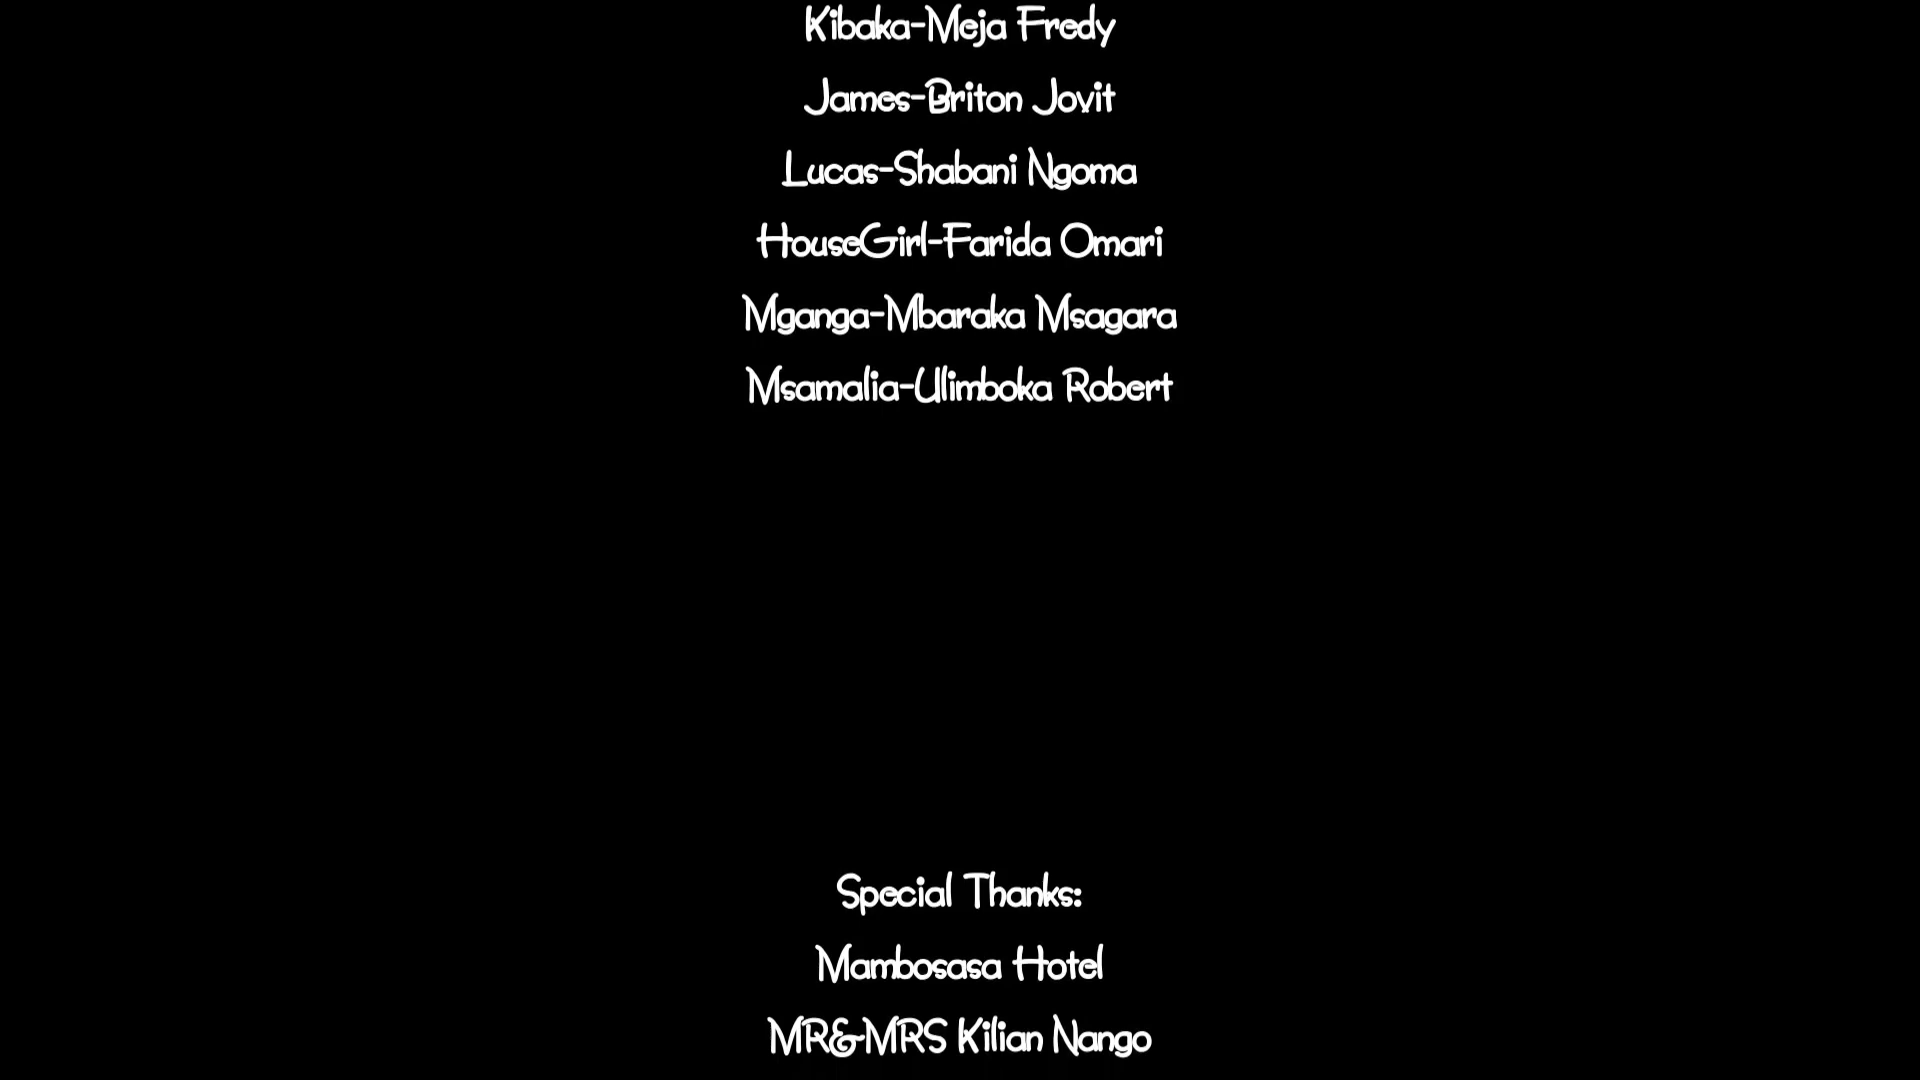 Kibaka-Meja Fredy
James-Briton Jovit
Lucas-Shabani Ngoma
HouseGirl-Farida Omari
Mganga-Mbaraka Msagara
Msamalia-Ulimboka Robert
Special Thanks:
Mambosasa Hotel
MR&MRS Kilian Nango